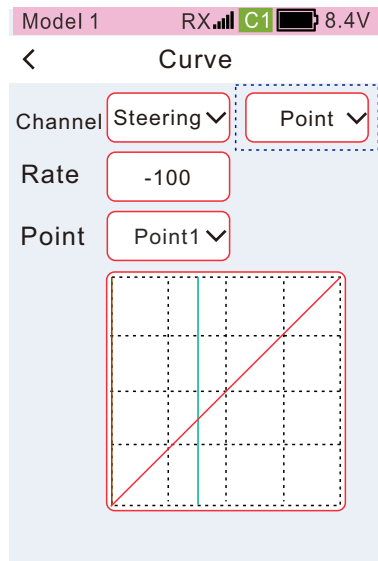 Model 1 RX C1 8.4V
Curve
Channel Steering Point
Rate -100
Point Point1